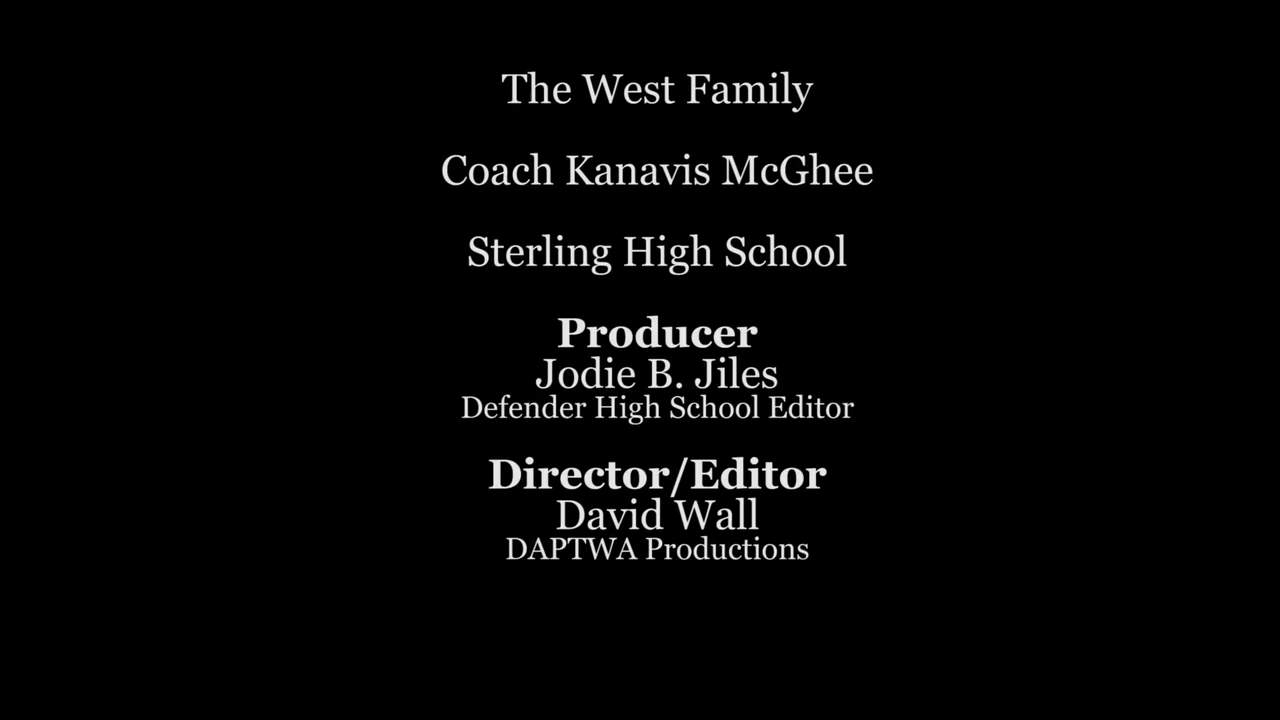 The West Family
Coach Kanavis McGhee
Sterling High School
Producer
Jodie B. Jiles
Defender High School Editor
Director/Editor
David Wall
DAPTWA Productions